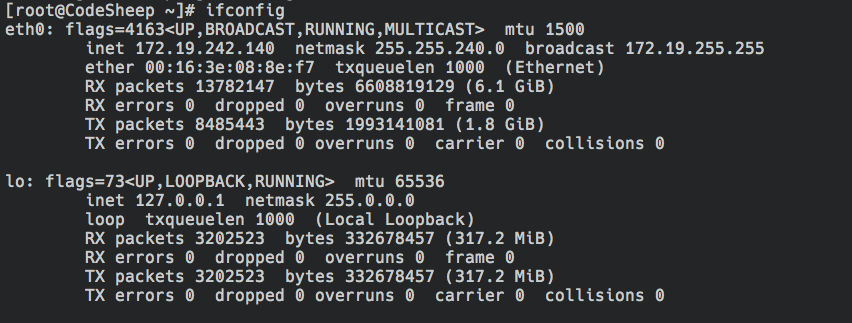 [root@CodeSheep ~]# ifconfig
eth0: flags=4163<UP,BROADCAST,RUNNING,MULTICAST>  mtu 1500
        inet 172.19.242.140  netmask 255.255.240.0  broadcast 172.19.255.255
        ether 00:16:3e:08:8e:f7  txqueuelen 1000  (Ethernet)
        RX packets 13782147  bytes 6608819129 (6.1 GiB)
        RX errors 0  dropped 0  overruns 0  frame 0
        TX packets 8485443  bytes 1993141081 (1.8 GiB)
        TX errors 0  dropped 0 overruns 0  carrier 0  collisions 0

lo: flags=73<UP,LOOPBACK,RUNNING>  mtu 65536
        inet 127.0.0.1  netmask 255.0.0.0
        loop  txqueuelen 1000  (Local Loopback)
        RX packets 3202523  bytes 332678457 (317.2 MiB)
        RX errors 0  dropped 0  overruns 0  frame 0
        TX packets 3202523  bytes 332678457 (317.2 MiB)
        TX errors 0  dropped 0 overruns 0  carrier 0  collisions 0